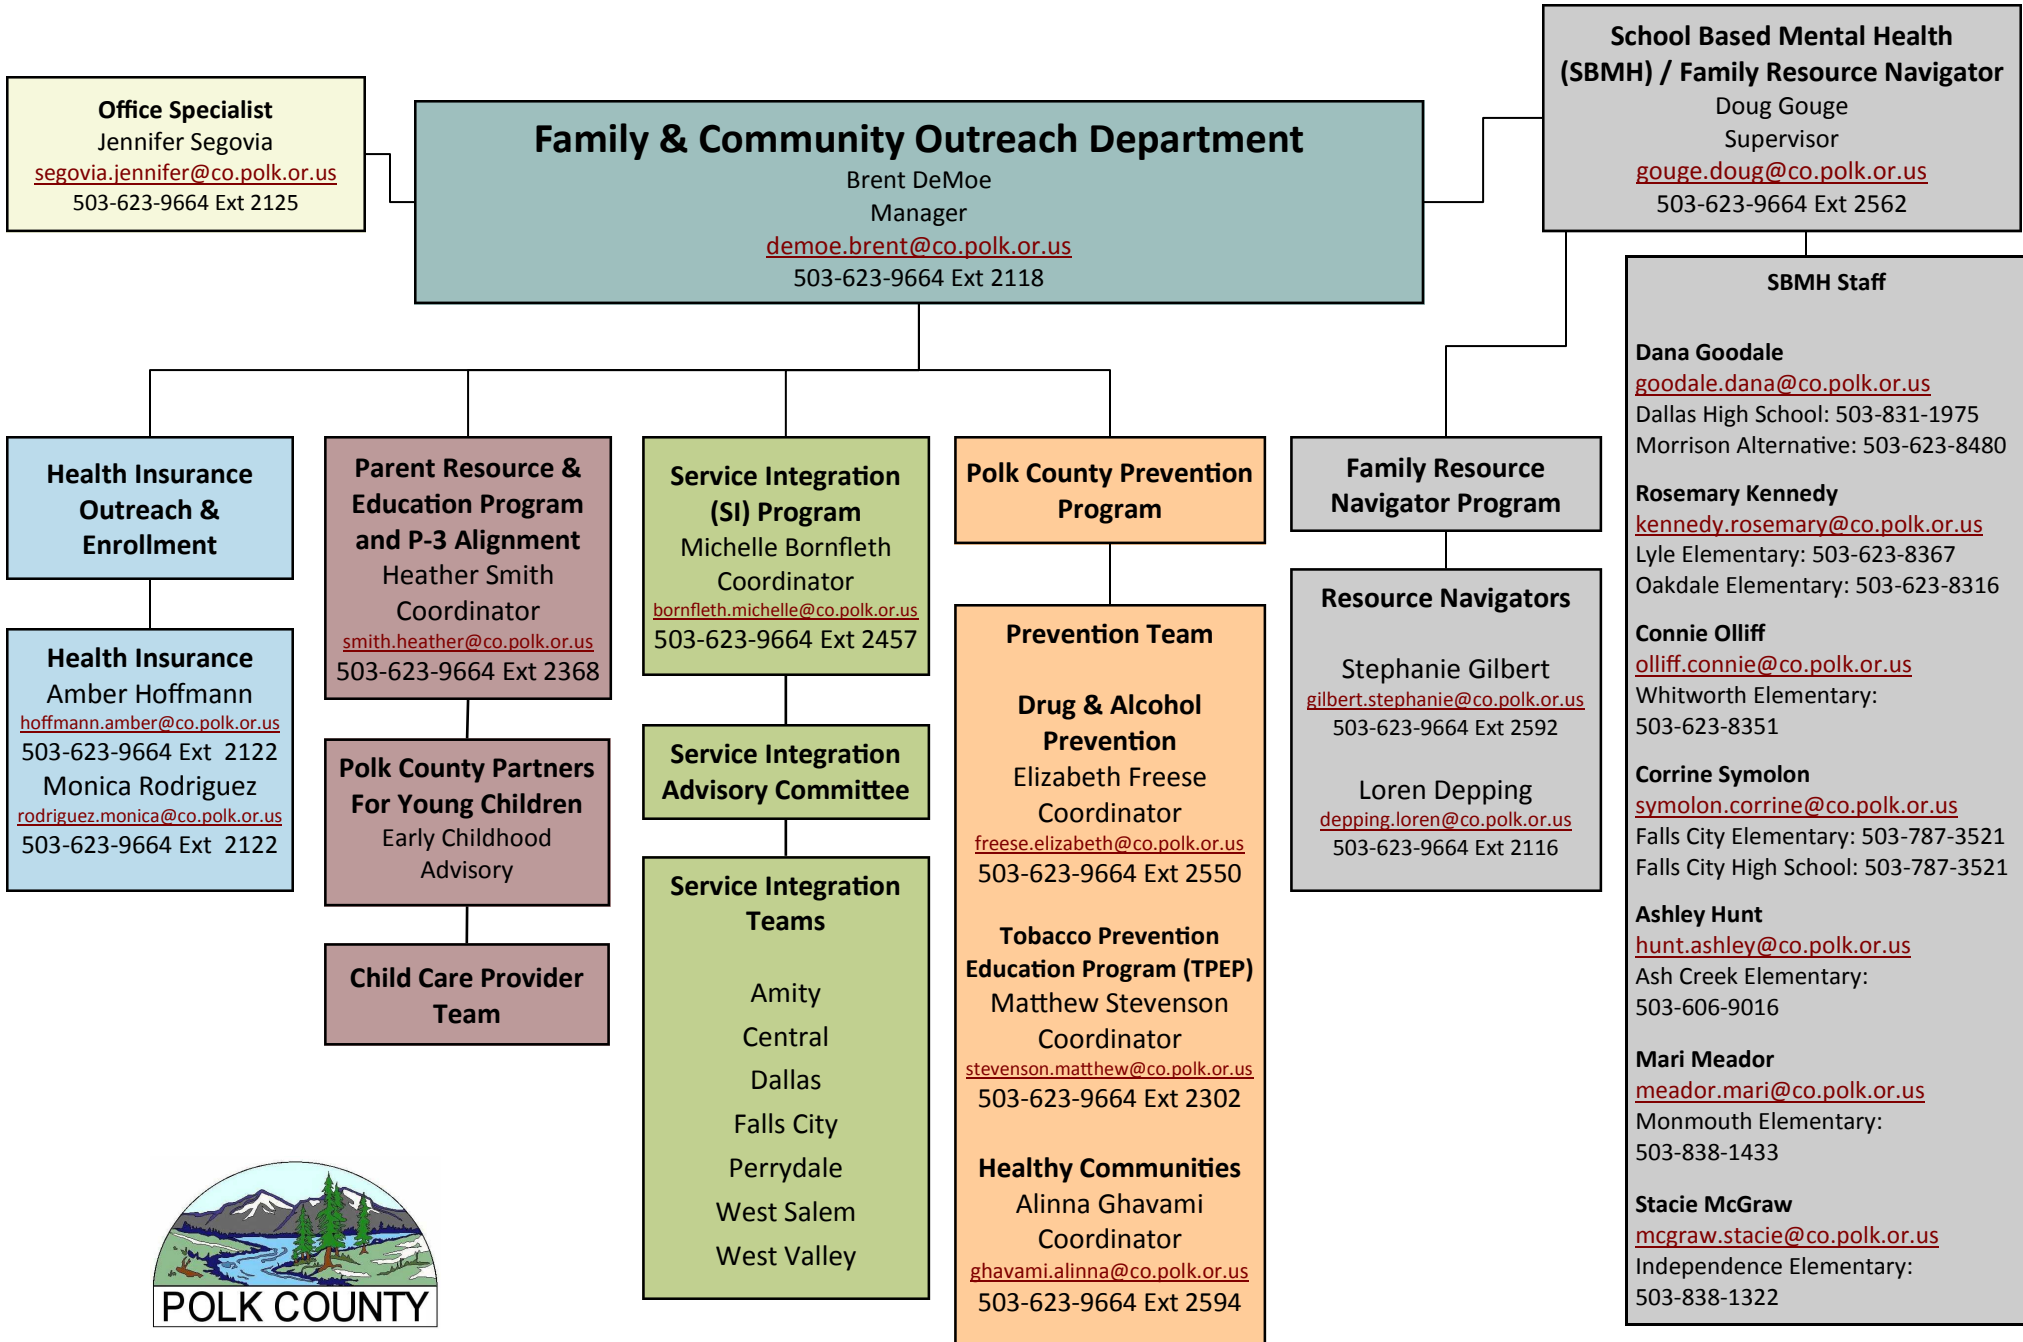 Office Specialist
Jennifer Segovia
segovia.jennifer@co.polk.or.us
503-623-9664 Ext 2125
Family & Community Outreach Department
Brent DeMoe
Manager
demoe.brent@co.polk.or.us
503-623-9664 Ext 2118
School Based Mental Health
(SBMH) / Family Resource Navigator
Doug Gouge
Supervisor
gouge.doug@co.polk.or.us
503-623-9664 Ext 2562
Health Insurance
Outreach &
Enrollment
Health Insurance
Amber Hoffmann
hoffmann.amber@co.polk.or.us
503-623-9664 Ext  2122
Monica Rodriguez
rodriguez.monica@co.polk.or.us
503-623-9664 Ext  2122
Parent Resource &
Education Program
and P-3 Alignment
Heather Smith
Coordinator
smith.heather@co.polk.or.us
503-623-9664 Ext 2368
Polk County Partners
For Young Children
Early Childhood
Advisory
Child Care Provider
Team
Service Integration
(SI) Program
Michelle Bornfleth
Coordinator
bornfleth.michelle@co.polk.or.us
503-623-9664 Ext 2457
Service Integration
Advisory Committee
Service Integration
Teams
Amity
Central
Dallas
Falls City
Perrydale
West Salem
West Valley
Polk County Prevention
Program
Prevention Team
Drug & Alcohol
Prevention
Elizabeth Freese
Coordinator
freese.elizabeth@co.polk.or.us
503-623-9664 Ext 2550
Tobacco Prevention
Education Program (TPEP)
Matthew Stevenson
Coordinator
stevenson.matthew@co.polk.or.us
503-623-9664 Ext 2302
Healthy Communities
Alinna Ghavami
Coordinator
ghavami.alinna@co.polk.or.us
503-623-9664 Ext 2594
Family Resource
Navigator Program
Resource Navigators
Stephanie Gilbert
gilbert.stephanie@co.polk.or.us
503-623-9664 Ext 2592
Loren Depping
depping.loren@co.polk.or.us
503-623-9664 Ext 2116
SBMH Staff
Dana Goodale
goodale.dana@co.polk.or.us
Dallas High School: 503-831-1975
Morrison Alternative: 503-623-8480
Rosemary Kennedy
kennedy.rosemary@co.polk.or.us
Lyle Elementary: 503-623-8367
Oakdale Elementary: 503-623-8316
Connie Olliff
olliff.connie@co.polk.or.us
Whitworth Elementary:
503-623-8351
Corrine Symolon
symolon.corrine@co.polk.or.us
Falls City Elementary: 503-787-3521
Falls City High School: 503-787-3521
Ashley Hunt
hunt.ashley@co.polk.or.us
Ash Creek Elementary:
503-606-9016
Mari Meador
meador.mari@co.polk.or.us
Monmouth Elementary:
503-838-1433
Stacie McGraw
mcgraw.stacie@co.polk.or.us
Independence Elementary:
503-838-1322
POLK COUNTY